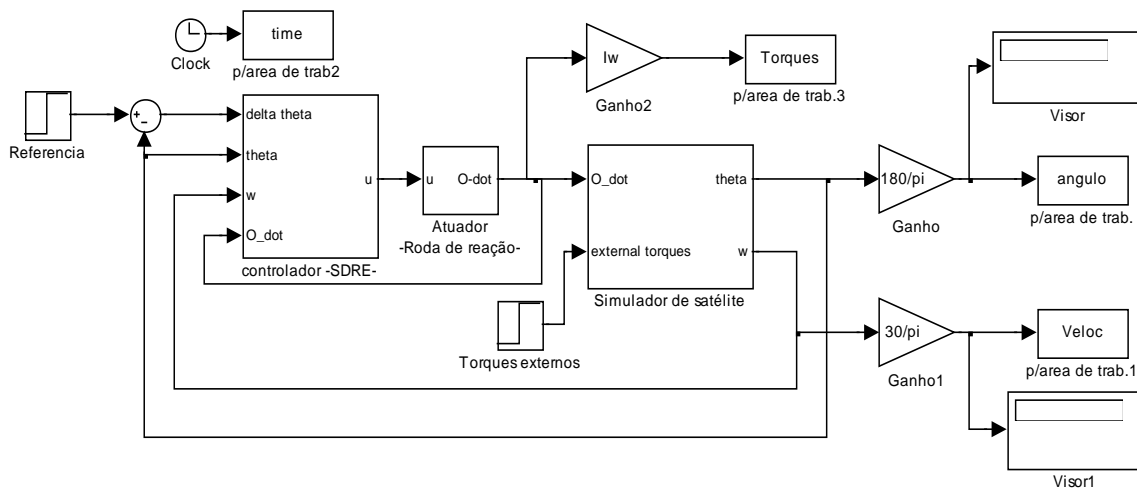 time
Clock
p/area de trab2
Iw
Ganho2
Torques
p/area de trab.3
Visor
Referencia
+
−
delta theta
theta
w
O_dot
u
controlador -SDRE-
u
O-dot
Atuador
-Roda de reação-
O_dot
external torques
theta
w
Simulador de satélite
Torques externos
180/pi
Ganho
angulo
p/area de trab.
30/pi
Ganho1
Veloc
p/area de trab.1
Visor1